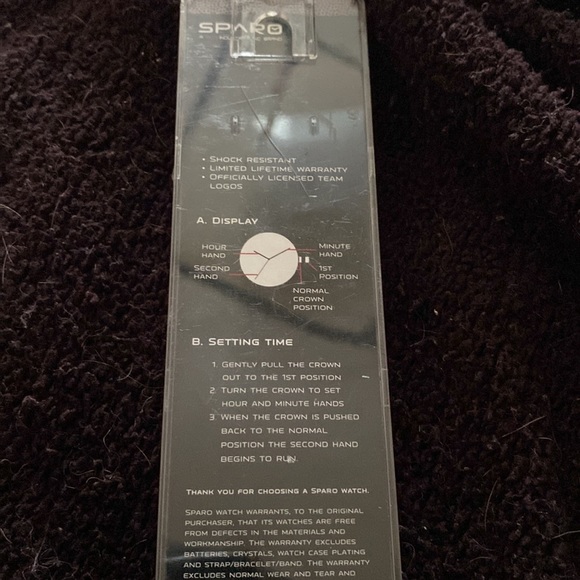 SPARO
• SHOCK RESISTANT
• LIMITED LIFETIME WARRANTY
• OFFICIALLY LICENSED TEAM
LOGOS
A. DISPLAY
HOUR
HAND
MINUTE
HAND
SECOND
HAND
1ST
POSITION
NORMAL
CROWN
POSITION
B. SETTING TIME
1. GENTLY PULL THE CROWN
OUT TO THE 1ST POSITION
2. TURN THE CROWN TO SET
HOUR AND MINUTE HANDS
3. WHEN THE CROWN IS PUSHED
BACK TO THE NORMAL
POSITION THE SECOND HAND
BEGINS TO RUN.
THANK YOU FOR CHOOSING A SPARO WATCH.
SPARO WATCH WARRANTS, TO THE ORIGINAL
PURCHASER, THAT ITS WATCHES ARE FREE
FROM DEFECTS IN THE MATERIALS AND
WORKMANSHIP. THE WARRANTY EXCLUDES
BATTERIES, CRYSTALS, WATCH CASE PLATING
AND STRAP/BRACELET/BAND. THE WARRANTY
EXCLUDES NORMAL WEAR AND TEAR AND